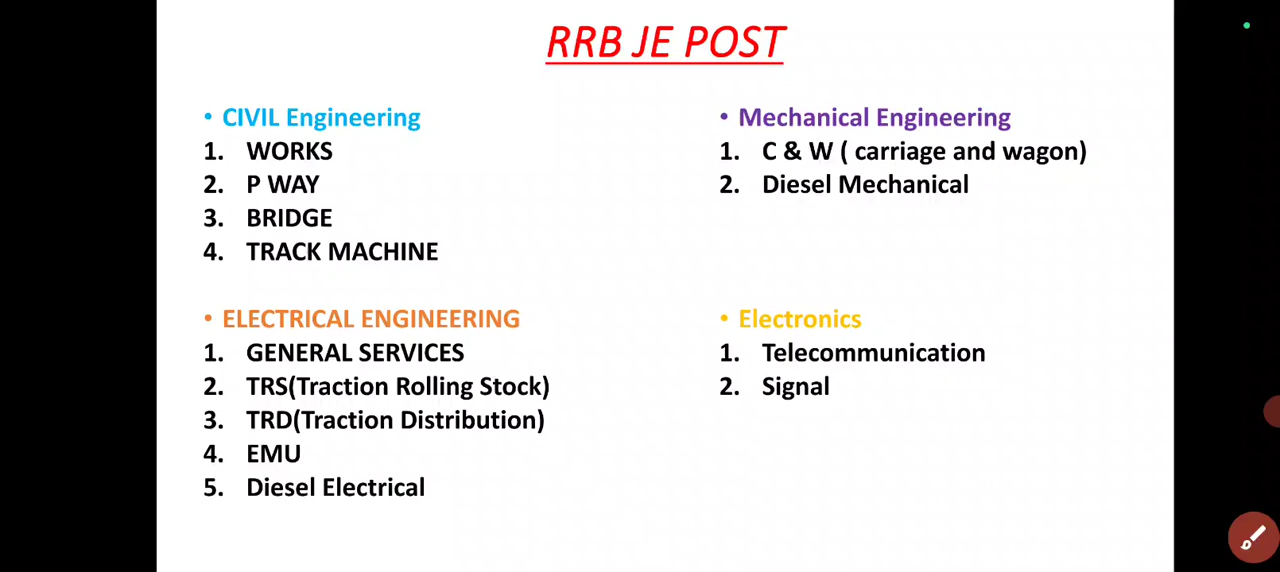 RRB JE POST
• CIVIL Engineering
1. WORKS
2. P WAY
3. BRIDGE
4. TRACK MACHINE
• Mechanical Engineering
1. C & W ( carriage and wagon)
2. Diesel Mechanical
• ELECTRICAL ENGINEERING
1. GENERAL SERVICES
2. TRS(Traction Rolling Stock)
3. TRD(Traction Distribution)
4. EMU
5. Diesel Electrical
• Electronics
1. Telecommunication
2. Signal